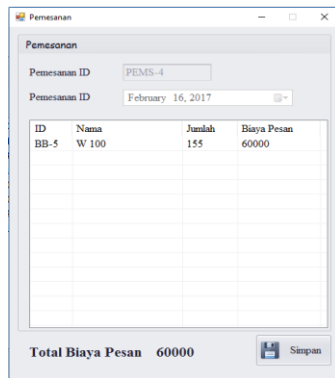 Pemesanan
Pemesanan
Pemesanan ID PEMS-4
Pemesanan ID February 16, 2017
ID Nama Jumlah Biaya Pesan
BB-5 W 100 155 60000
Total Biaya Pesan 60000
Simpan